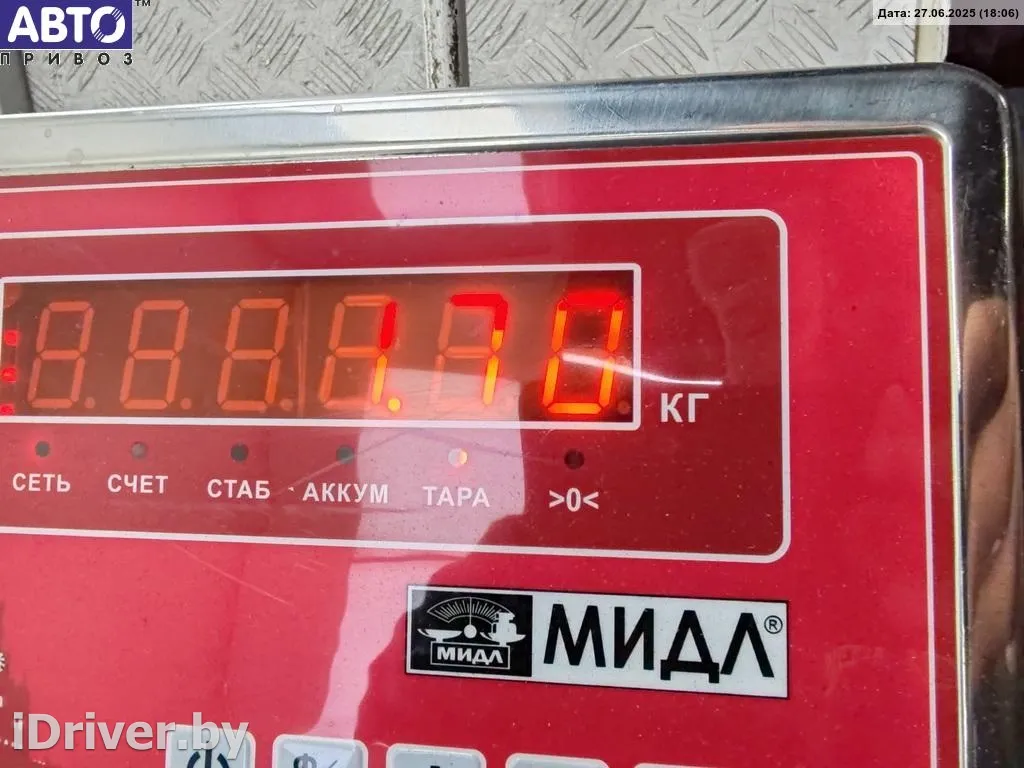 АВТО™
ПРИВОЗ
Дата: 27.06.2025 (18:06)
1.70
КГ
СЕТЬ СЧЕТ СТАБ АККУМ ТАРА >0<
МИДЛ МИДЛ®
iDriver.by